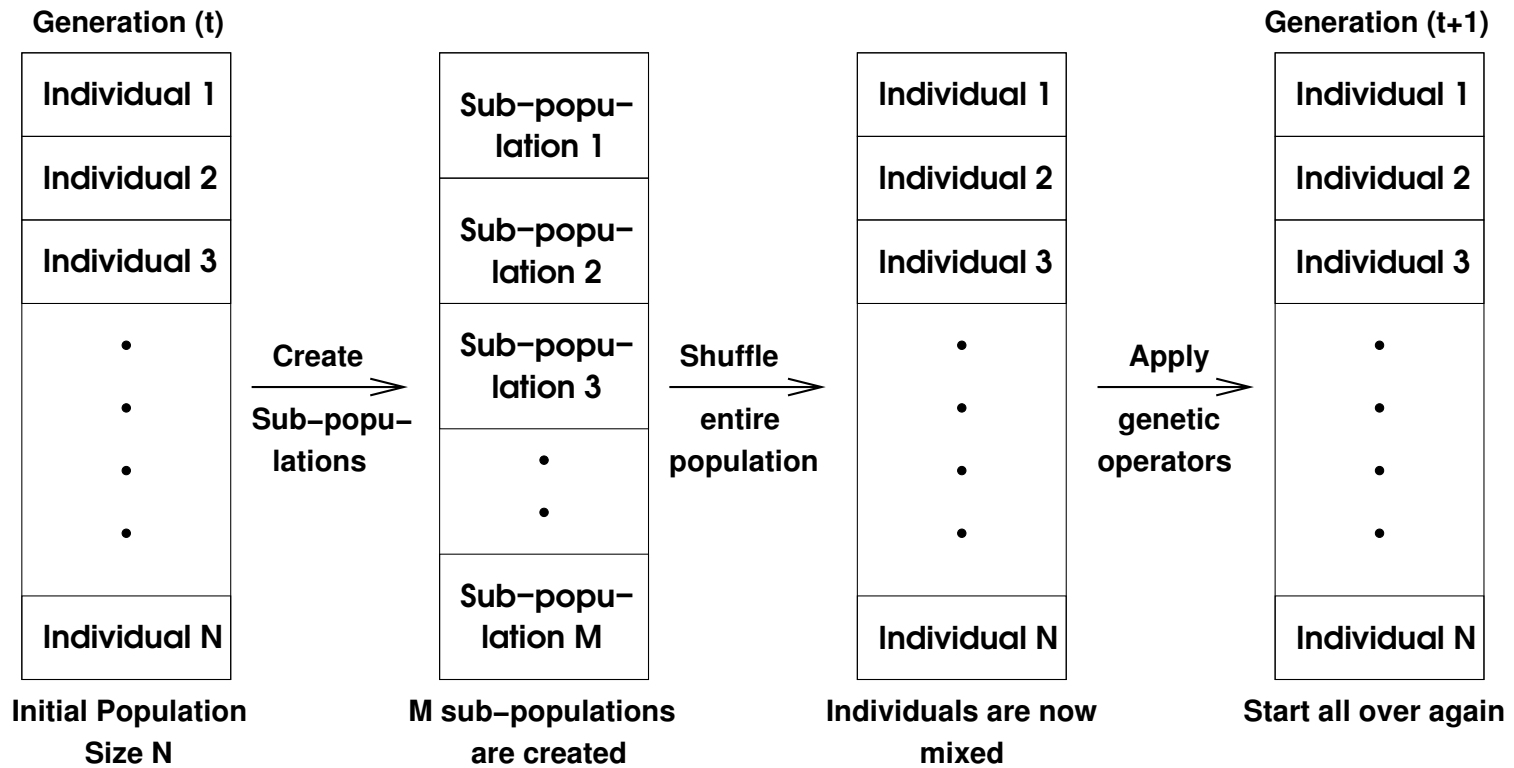 Generation (t)
Individual 1
Individual 2
Individual 3
Individual N
Initial Population
Size N
Create
Sub−popu−
lations
Sub−popu−
lation 1
Sub−popu−
lation 2
Sub−popu−
lation 3
Sub−popu−
lation M
M sub−populations
are created
Shuffle
entire
population
Individual 1
Individual 2
Individual 3
Individual N
Individuals are now
mixed
Apply
genetic
operators
Generation (t+1)
Individual 1
Individual 2
Individual 3
Individual N
Start all over again